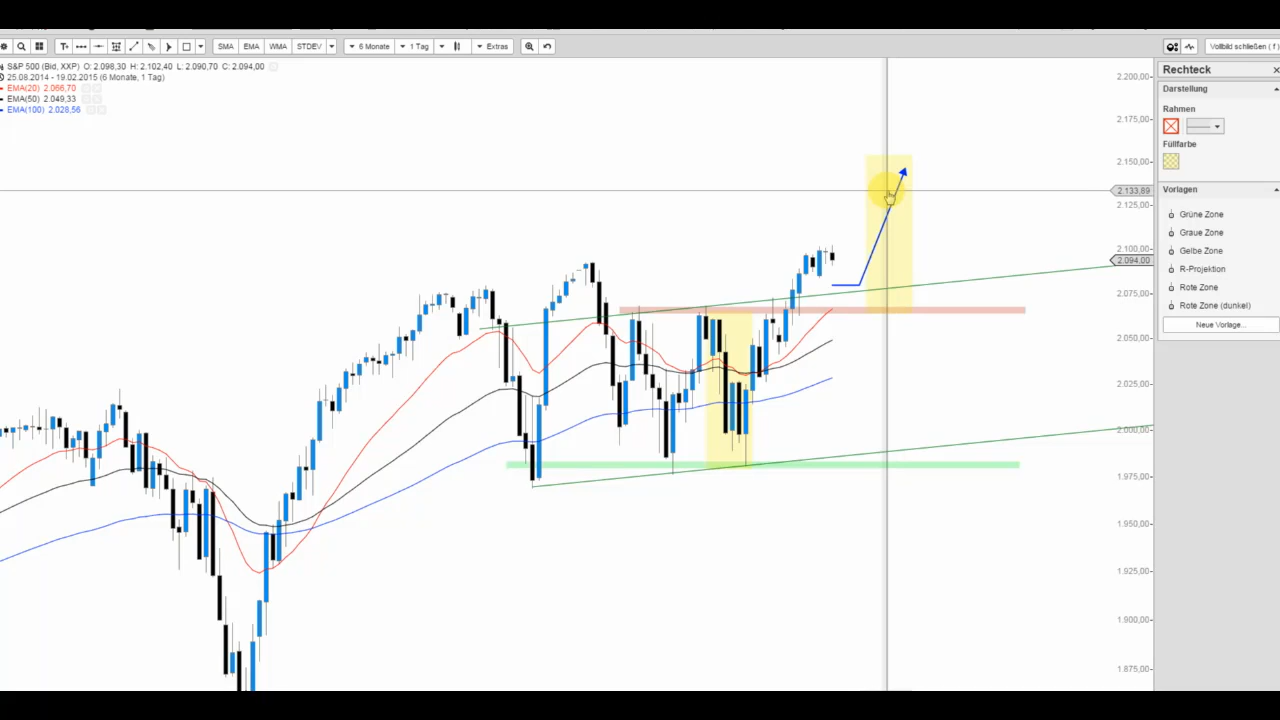 SMA EMA WMA STDEV 6 Monate 1 Tag Extras Vollbild schließen ( f )
S&P 500 (Bid, XXP) O: 2.098,30 H: 2.102,40 L: 2.090,70 C: 2.094,00
25.08.2014 - 19.02.2015 (6 Monate, 1 Tag)
EMA(20) 2.066,70
EMA(50) 2.049,33
EMA(100) 2.028,56
2.200,00
2.175,00
2.150,00
2.133,89
2.125,00
2.100,00
2.094,00
2.075,00
2.050,00
2.025,00
2.000,00
1.975,00
1.950,00
1.925,00
1.900,00
1.875,00
Rechteck
Darstellung
Rahmen
Füllfarbe
Vorlagen
Grüne Zone
Graue Zone
Gelbe Zone
R-Projektion
Rote Zone
Rote Zone (dunkel)
Neue Vorlage...